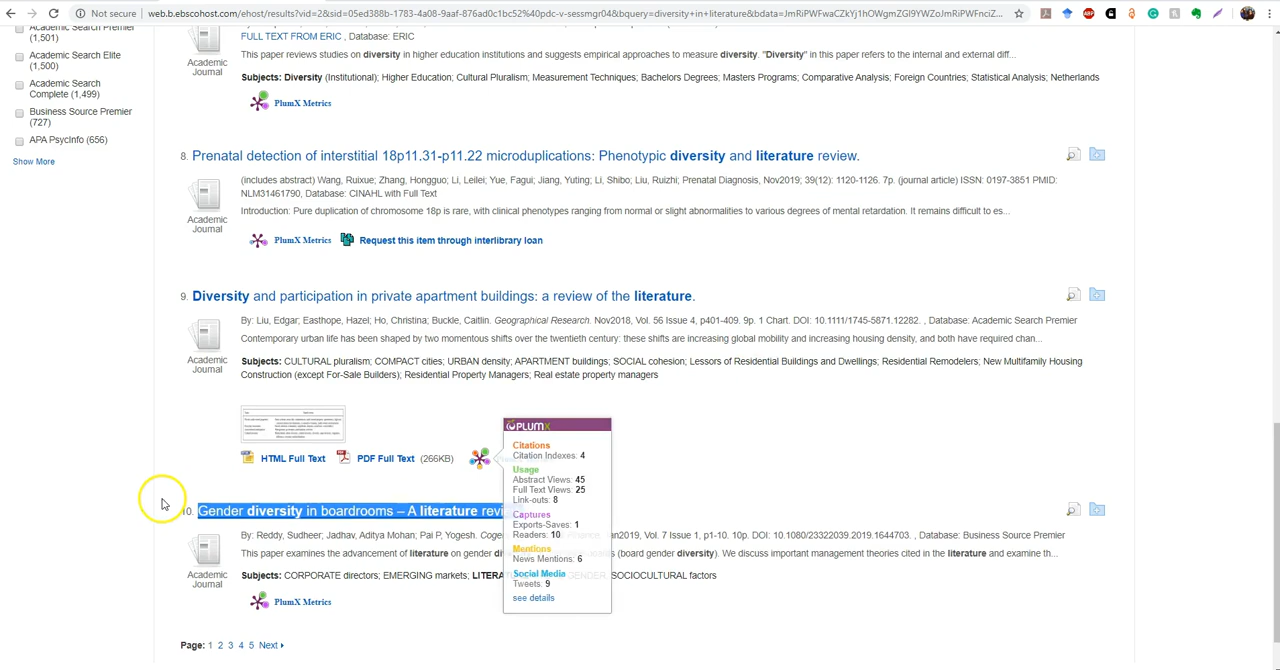 Not secure | web.b.ebscohost.com/ehost/results?vid=2&sid=05ed388b-1783-4a08-9aaf-876ad0c1bc52%40pdc-v-sessmgr04&bquery=diversity+in+literature&bdata=JmRiPWFwaCZkYj1hOWgmZGI9YWZoJmRiPWFnciZ...
Academic Search Premier
(1,501)
Academic Search Elite
(1,500)
Academic Search
Complete (1,499)
Business Source Premier
(727)
APA PsycInfo (656)
Show More
FULL TEXT FROM ERIC , Database: ERIC
This paper reviews studies on diversity in higher education institutions and suggests empirical approaches to measure diversity. "Diversity" in this paper refers to the internal and external diff...
Academic
Journal
Subjects: Diversity (Institutional); Higher Education; Cultural Pluralism; Measurement Techniques; Bachelors Degrees; Masters Programs; Comparative Analysis; Foreign Countries; Statistical Analysis; Netherlands
PlumX Metrics
8. Prenatal detection of interstitial 18p11.31-p11.22 microduplications: Phenotypic diversity and literature review.
(includes abstract) Wang, Ruixue; Zhang, Hongguo; Li, Leilei; Yue, Fagui; Jiang, Yuting; Li, Shibo; Liu, Ruizhi; Prenatal Diagnosis, Nov2019; 39(12): 1120-1126. 7p. (journal article) ISSN: 0197-3851 PMID:
NLM31461790, Database: CINAHL with Full Text
Introduction: Pure duplication of chromosome 18p is rare, with clinical phenotypes ranging from normal or slight abnormalities to various degrees of mental retardation. It remains difficult to es...
Academic
Journal
PlumX Metrics Request this item through interlibrary loan
9. Diversity and participation in private apartment buildings: a review of the literature.
By: Liu, Edgar; Easthope, Hazel; Ho, Christina; Buckle, Caitlin. Geographical Research. Nov2018, Vol. 56 Issue 4, p401-409. 9p. 1 Chart. DOI: 10.1111/1745-5871.12282. , Database: Academic Search Premier
Contemporary urban life has been shaped by two momentous shifts over the twentieth century: these shifts are increasing global mobility and increasing housing density, and both have required chan...
Academic
Journal
Subjects: CULTURAL pluralism; COMPACT cities; URBAN density; APARTMENT buildings; SOCIAL cohesion; Lessors of Residential Buildings and Dwellings; Residential Remodelers; New Multifamily Housing
Construction (except For-Sale Builders); Residential Property Managers; Real estate property managers
HTML Full Text PDF Full Text (266KB)
PLUMX
Citations
Citation Indexes: 4
Usage
Abstract Views: 45
Full Text Views: 25
Link-outs: 8
Captures
Exports-Saves: 1
Readers: 10
Mentions
News Mentions: 6
Social Media
Tweets: 9
see details
10. Gender diversity in boardrooms – A literature revi
By: Reddy, Sudheer; Jadhav, Aditya Mohan; Pai P, Yogesh. Coge 2019, Vol. 7 Issue 1, p1-10. 10p. DOI: 10.1080/23322039.2019.1644703. , Database: Business Source Premier
This paper examines the advancement of literature on gender di (board gender diversity). We discuss important management theories cited in the literature and examine th...
Academic
Journal
Subjects: CORPORATE directors; EMERGING markets; LITERA GENDER; SOCIOCULTURAL factors
PlumX Metrics
Page: 1 2 3 4 5 Next